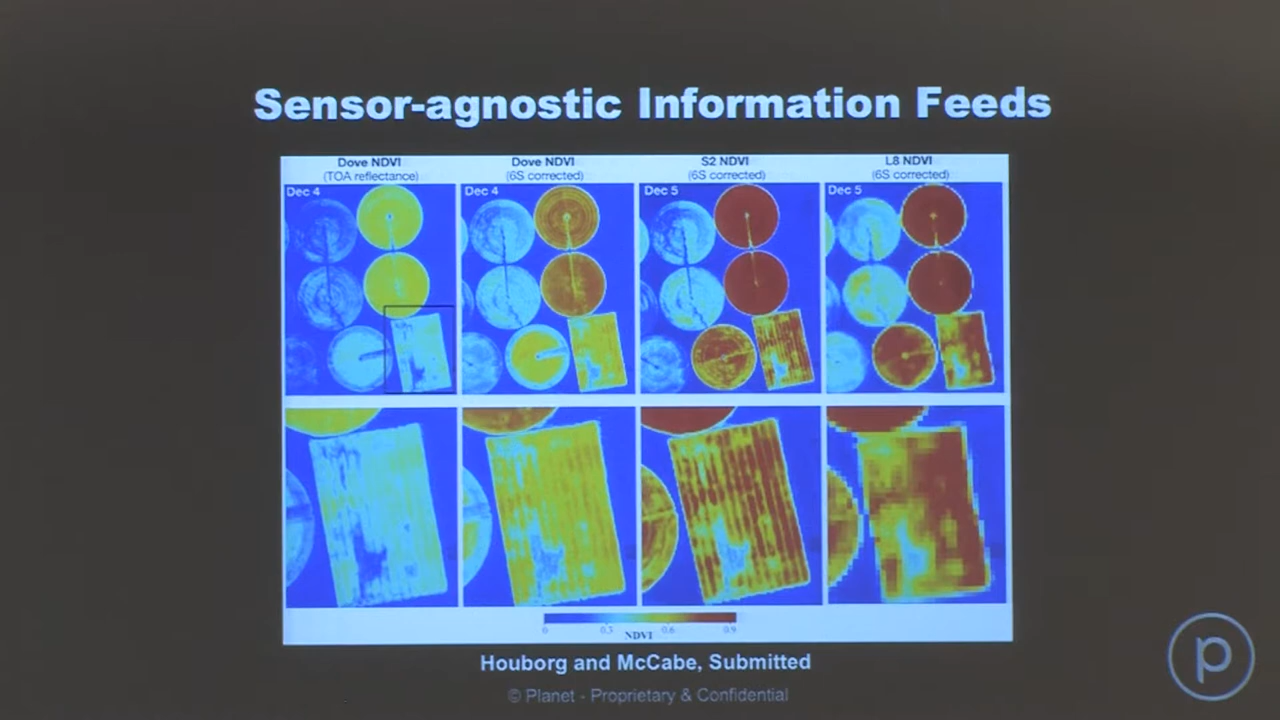 Sensor-agnostic Information Feeds
Dove NDVI
(TOA reflectance)
Dove NDVI
(6S corrected)
S2 NDVI
(6S corrected)
L8 NDVI
(6S corrected)
Dec 4
Dec 4
Dec 5
Dec 5
0 0.3 0.6 0.9
NDVI
Houborg and McCabe, Submitted
© Planet - Proprietary & Confidential
p